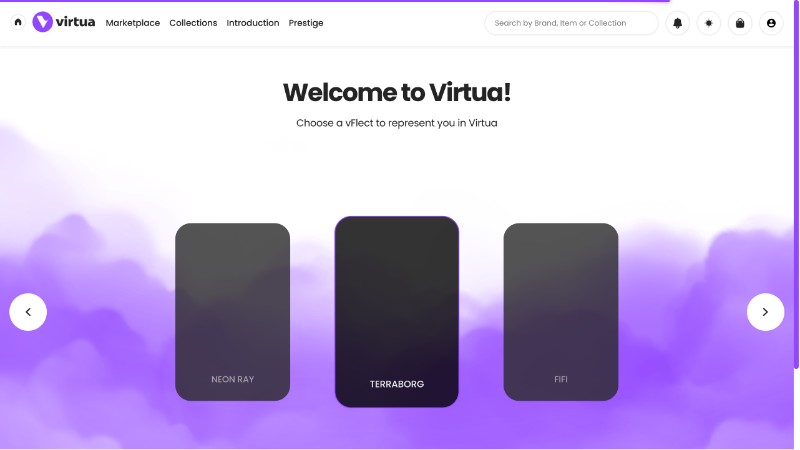 virtua Marketplace Collections Introduction Prestige Search by Brand, Item or Collection
Welcome to Virtua!
Choose a vFlect to represent you in Virtua
NEON RAY
TERRABORG
FIFI